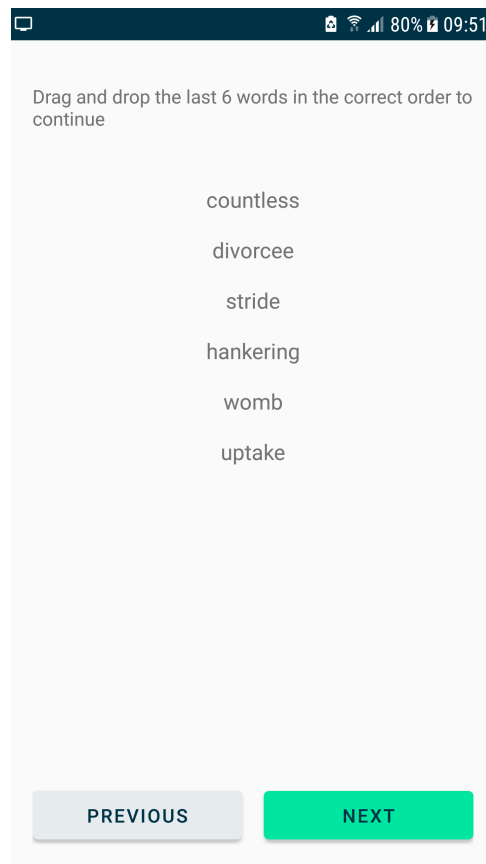 80% 09:51
Drag and drop the last 6 words in the correct order to
continue
countless
divorcee
stride
hankering
womb
uptake
PREVIOUS NEXT